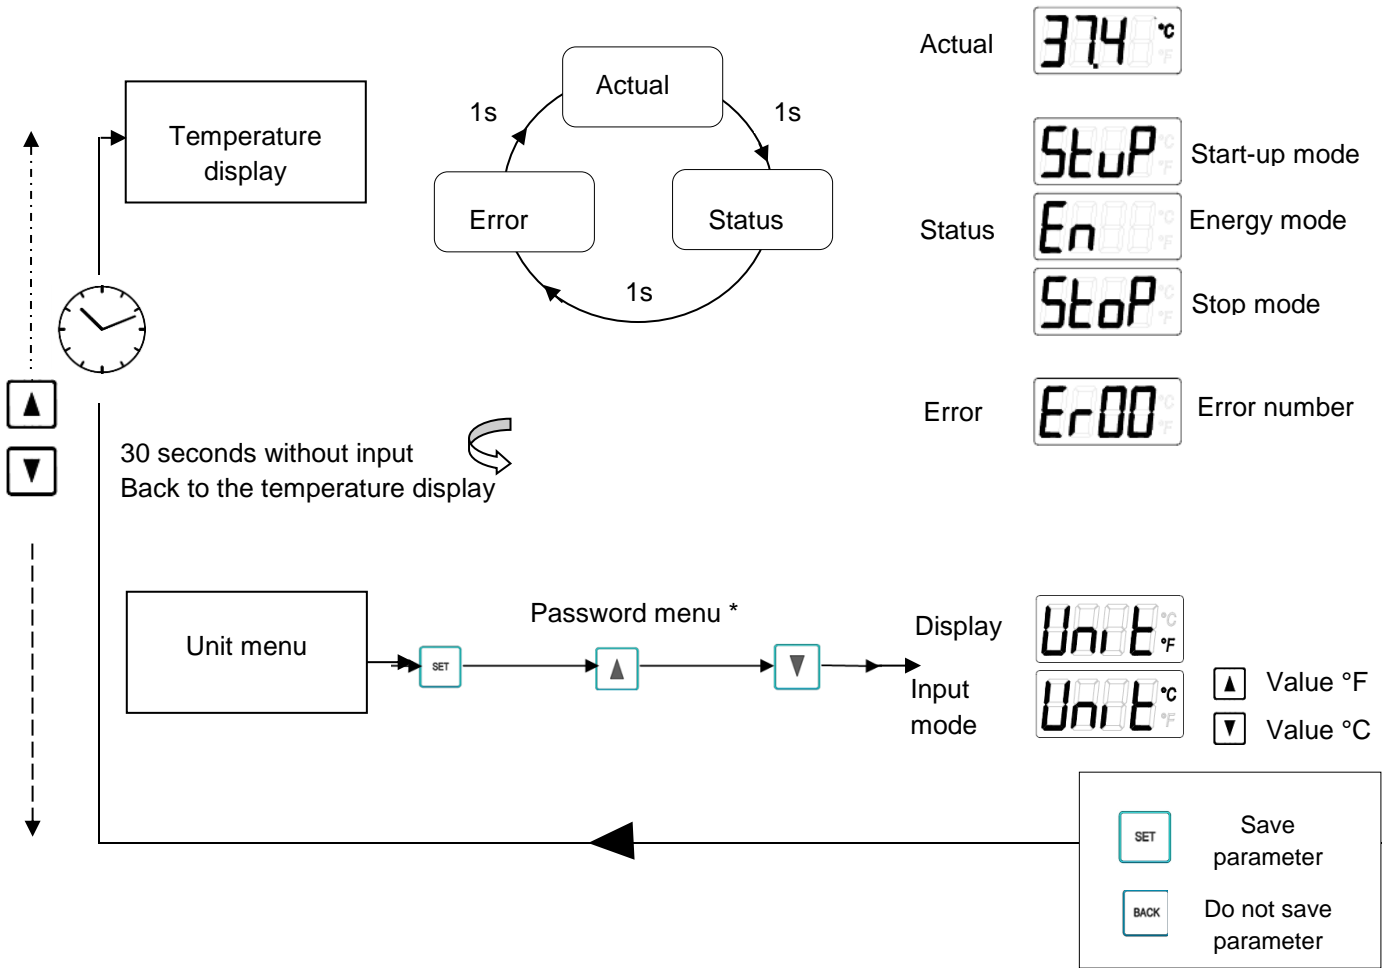 Actual
37.4 °C
°F
Temperature
display
Actual
1s
1s
Error
Status
1s
StuP °C
°F
Start-up mode
Status
En °C
°F
Energy mode
StoP °C
°F
Stop mode
Error
Er00 °C
°F
Error number
30 seconds without input
Back to the temperature display
Unit menu
Password menu *
SET
Display
Unit °C
°F
Input
mode
Unit °C
°F
Value °F
Value °C
SET
Save
parameter
BACK
Do not save
parameter